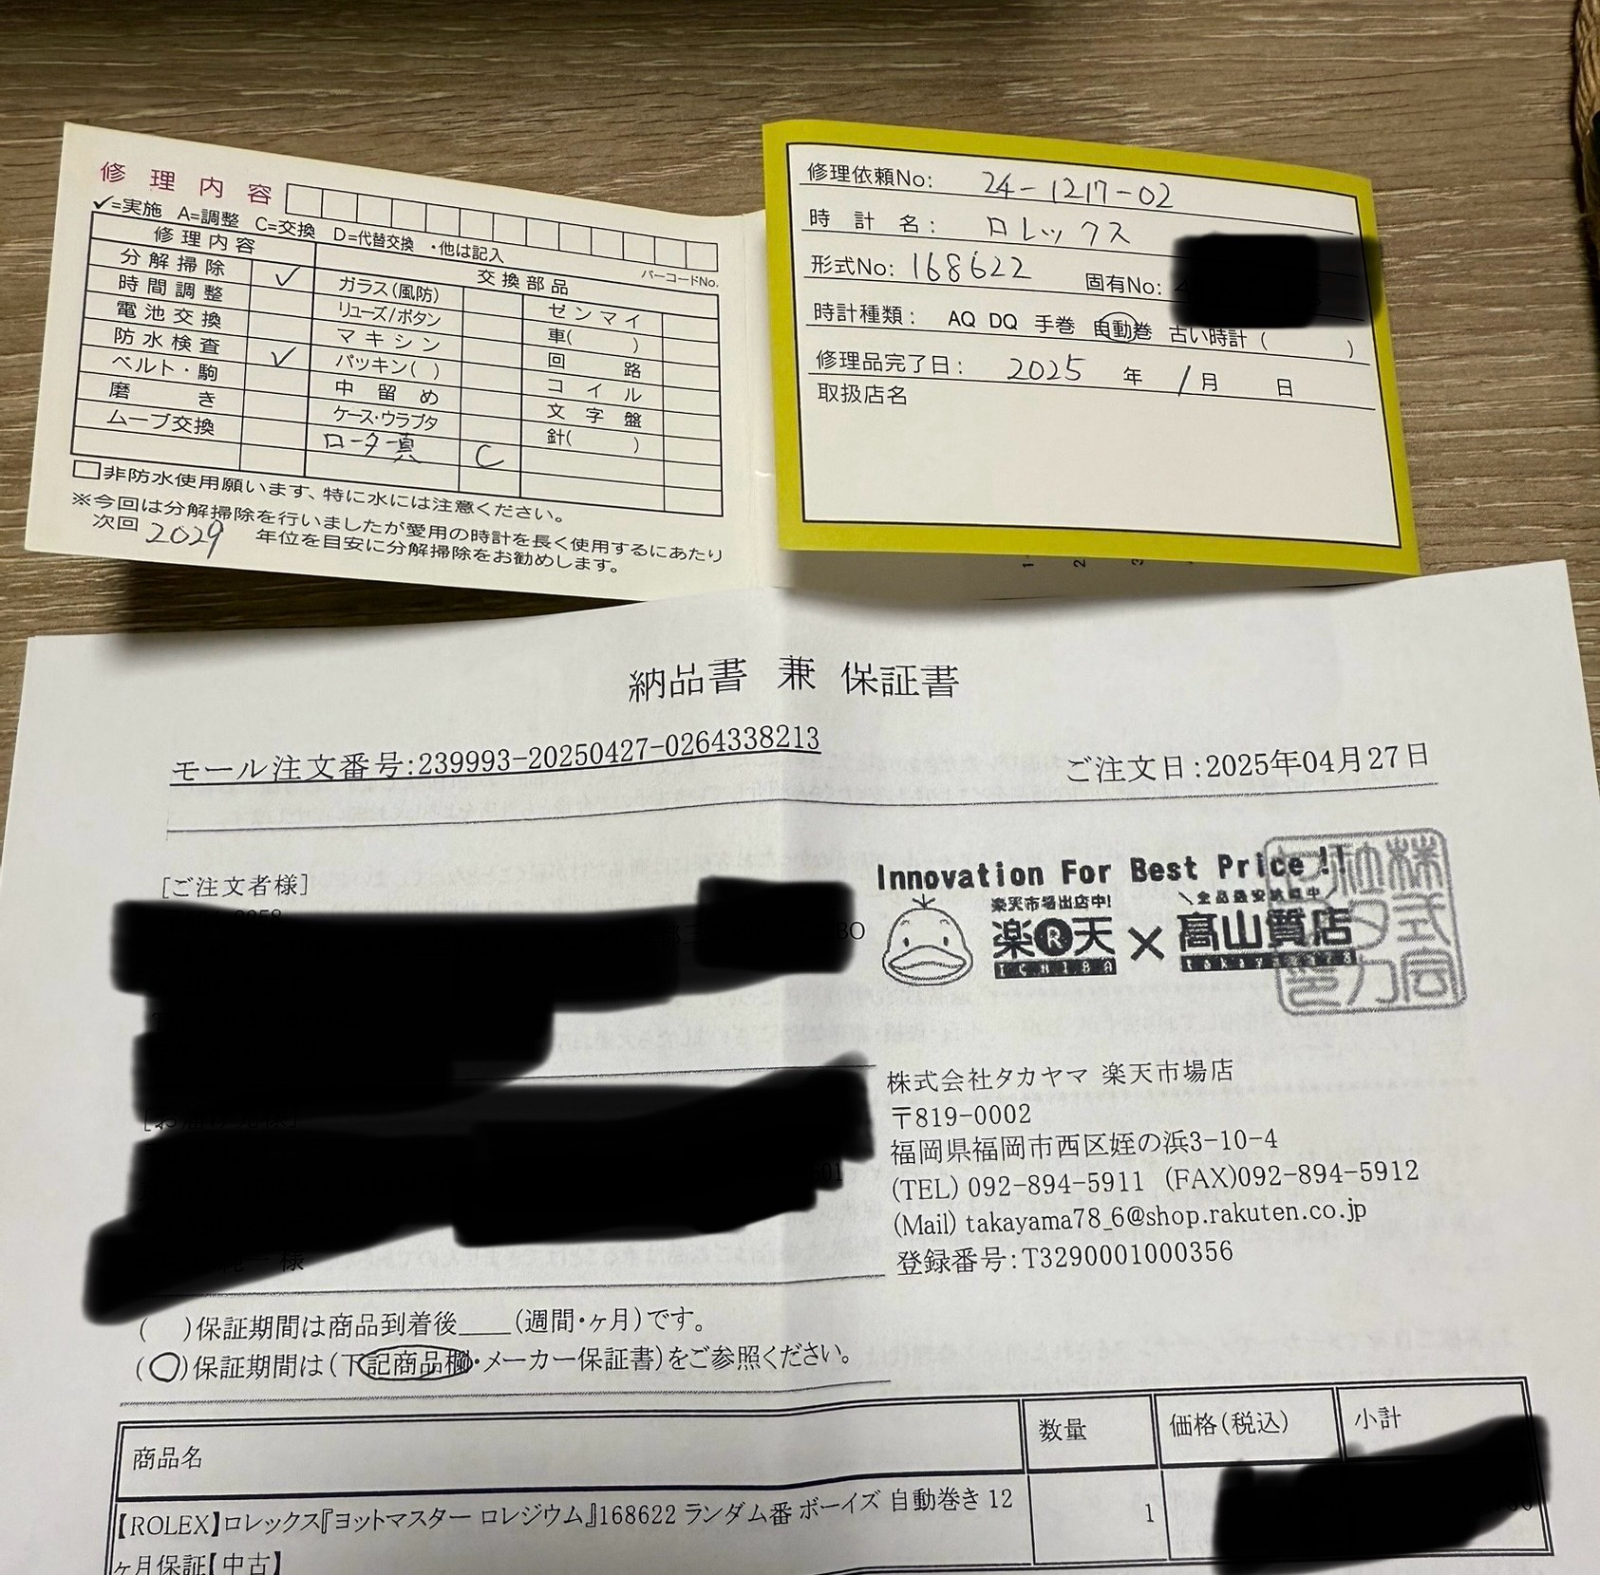 修理内容
✓=実施 A=調整 C=交換 D=代替交換 ・他は記入
バーコードNo.
修理内容
交換部品
分解掃除 ✓ ガラス(風防) ゼンマイ
時間調整 リューズ/ボタン 車( )
電池交換 マキシン 回路
防水検査 ✓ パッキン( ) コイル
ベルト・駒 中留め 文字盤
磨き ケース・ウラブタ 針( )
ムーブ交換 ロータ真 C
□非防水使用願います、特に水には注意ください。
※今回は分解掃除を行いましたが愛用の時計を長く使用するにあたり
次回 2029 年位を目安に分解掃除をお勧めします。
修理依頼No: 24-1217-02
時計名: ロレックス
形式No: 168622 固有No:
時計種類: AQ DQ 手巻 自動巻 古い時計( )
修理品完了日: 2025 年 1月 日
取扱店名
納品書 兼 保証書
モール注文番号:239993-20250427-0264338213
ご注文日:2025年04月27日
[ご注文者様]
Innovation For Best Price!!
楽天市場出店中!
楽R天 × 高山質店
ICHIBA
株式会社タカヤマ 楽天市場店
〒819-0002
福岡県福岡市西区姪の浜3-10-4
(TEL) 092-894-5911 (FAX)092-894-5912
(Mail) takayama78_6@shop.rakuten.co.jp
登録番号:T3290001000356
様
( )保証期間は商品到着後____(週間・ヶ月)です。
(○)保証期間は(下記商品欄・メーカー保証書)をご参照ください。
商品名 数量 価格(税込) 小計
【ROLEX】ロレックス『ヨットマスター ロレジウム』168622 ランダム番 ボーイズ 自動巻き 12 1
ヶ月保証【中古】